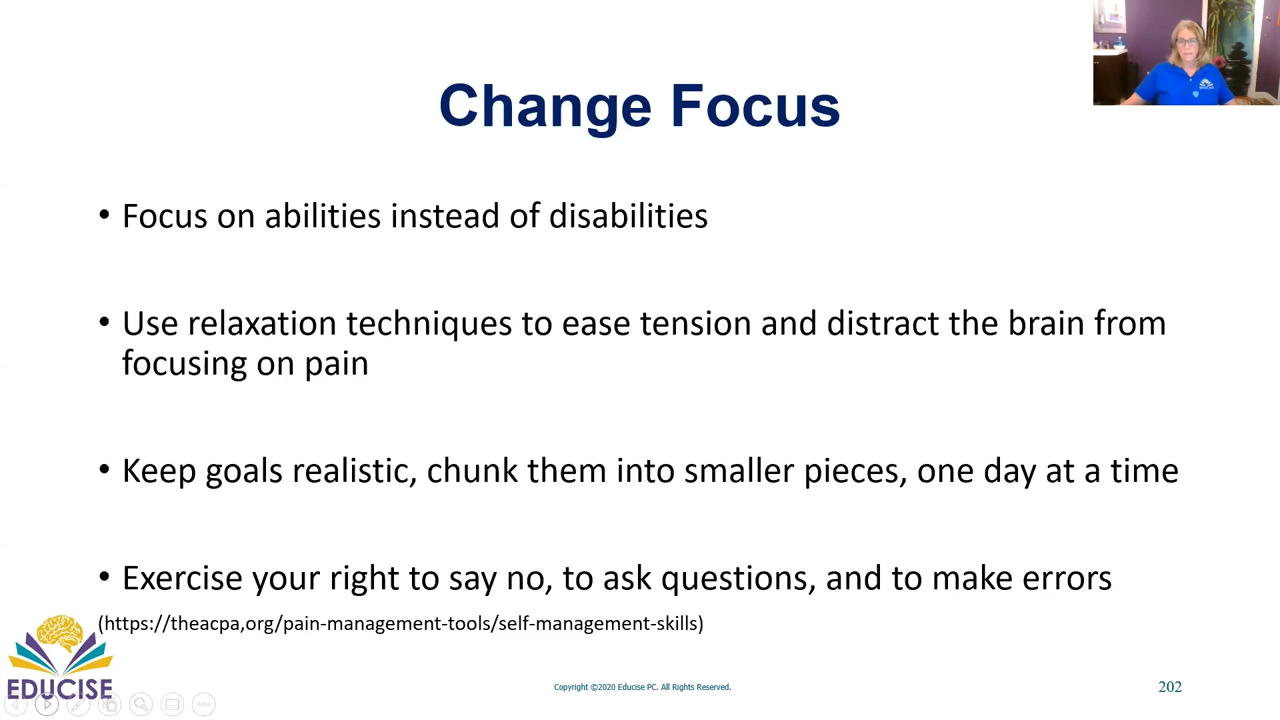 Change Focus
• Focus on abilities instead of disabilities
• Use relaxation techniques to ease tension and distract the brain from
focusing on pain
• Keep goals realistic, chunk them into smaller pieces, one day at a time
• Exercise your right to say no, to ask questions, and to make errors
(https://theacpa,org/pain-management-tools/self-management-skills)
EDUCISE
Copyright ©2020 Educise PC. All Rights Reserved.
202